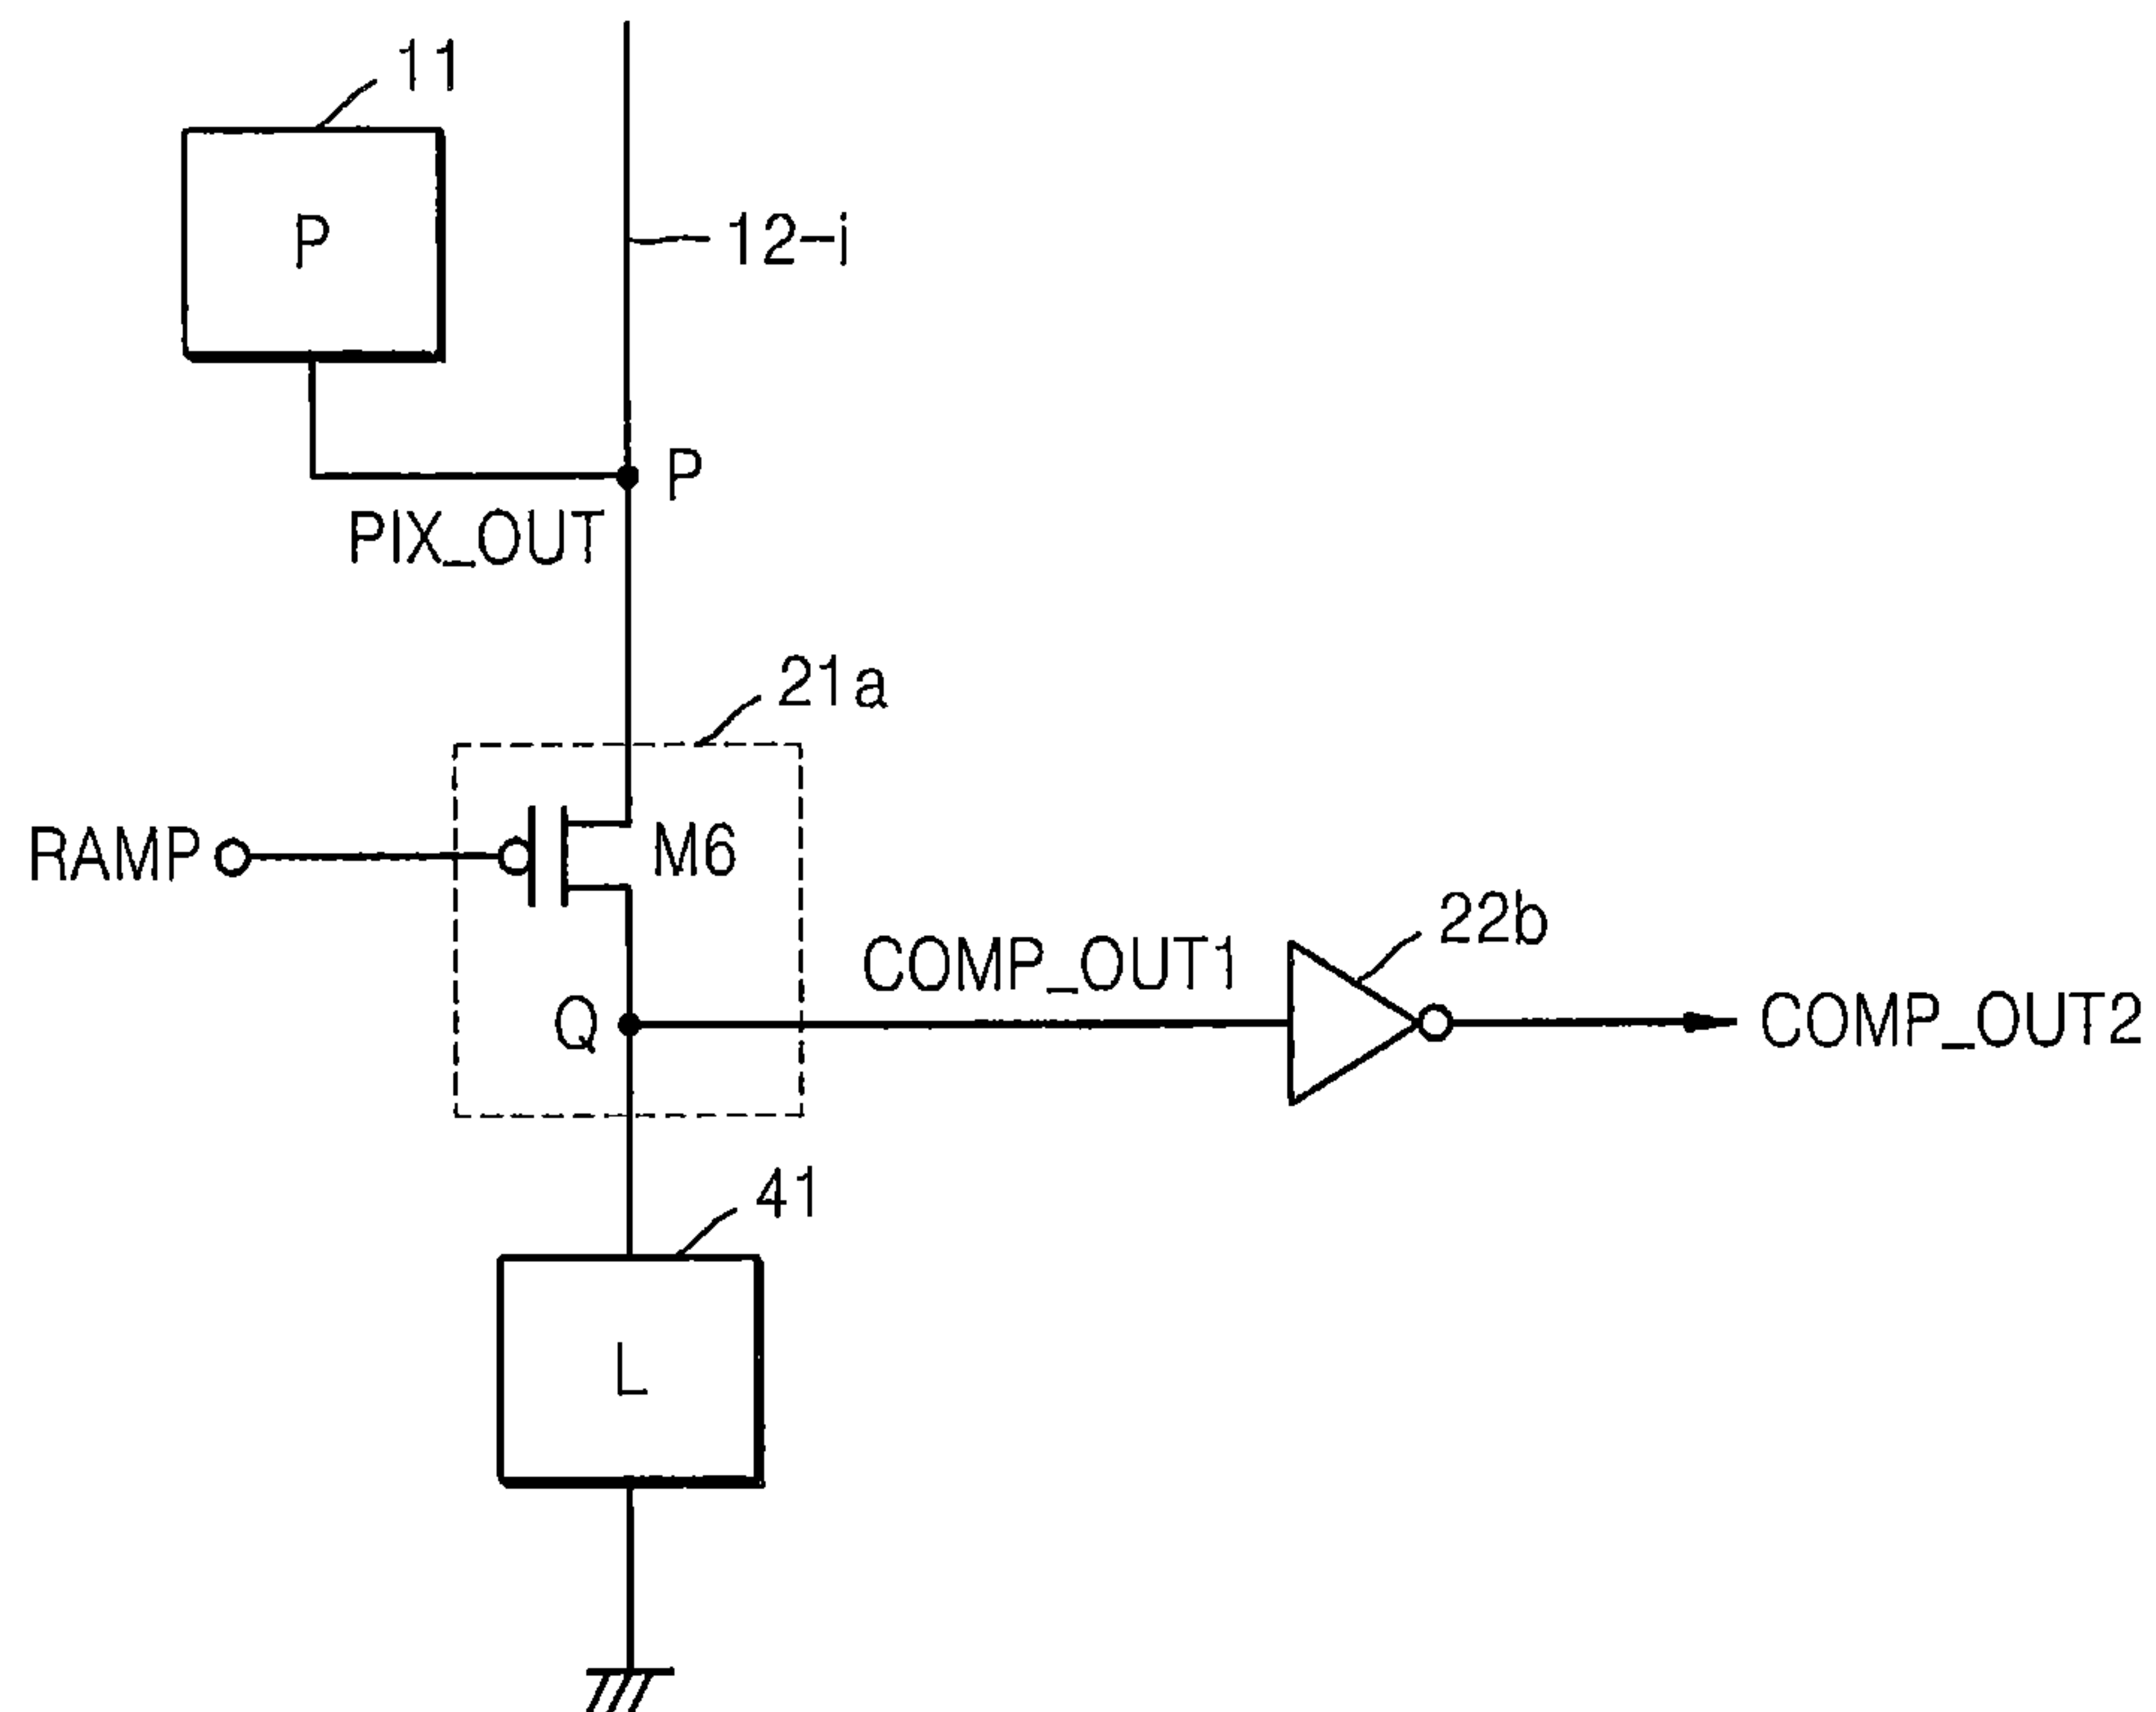 11
P
12-i
P
PIX_OUT
21a
RAMP
M6
22b
COMP_OUT1
Q
COMP_OUT2
41
L